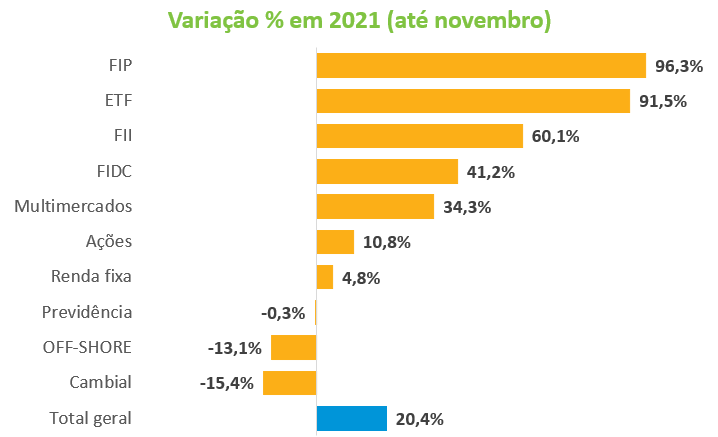 Variação % em 2021 (até novembro)
FIP 96,3%
ETF 91,5%
FII 60,1%
FIDC 41,2%
Multimercados 34,3%
Ações 10,8%
Renda fixa 4,8%
Previdência -0,3%
OFF-SHORE -13,1%
Cambial -15,4%
Total geral 20,4%